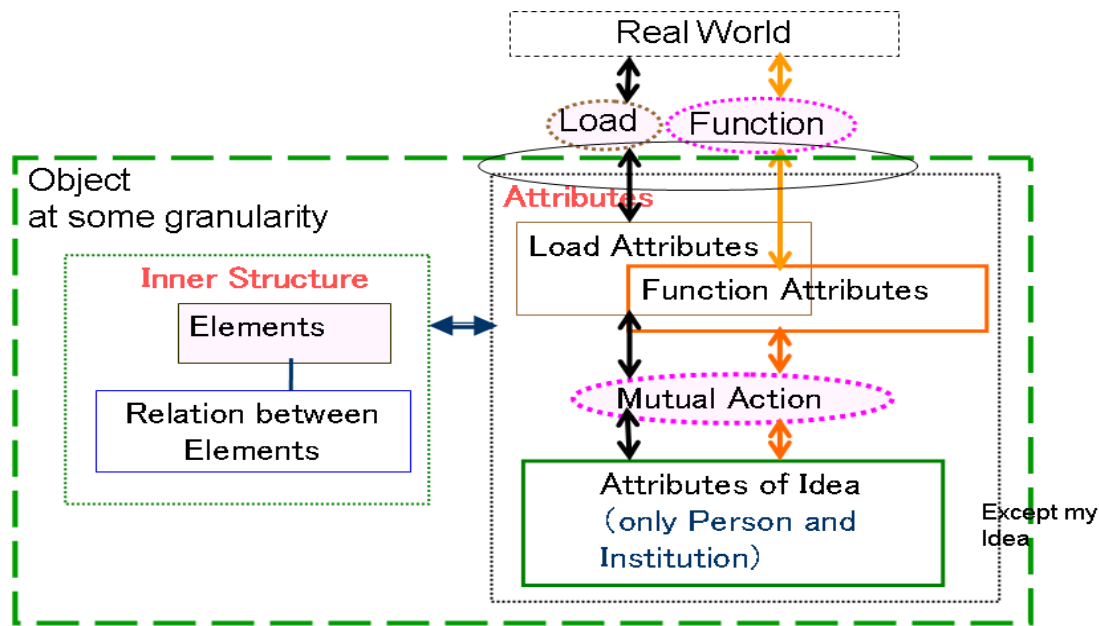 Real World
Load
Function
Object
at some granularity
Attributes
Load Attributes
Inner Structure
Function Attributes
Elements
Mutual Action
Relation between
Elements
Attributes of Idea
（only Person and
Institution）
Except my
Idea